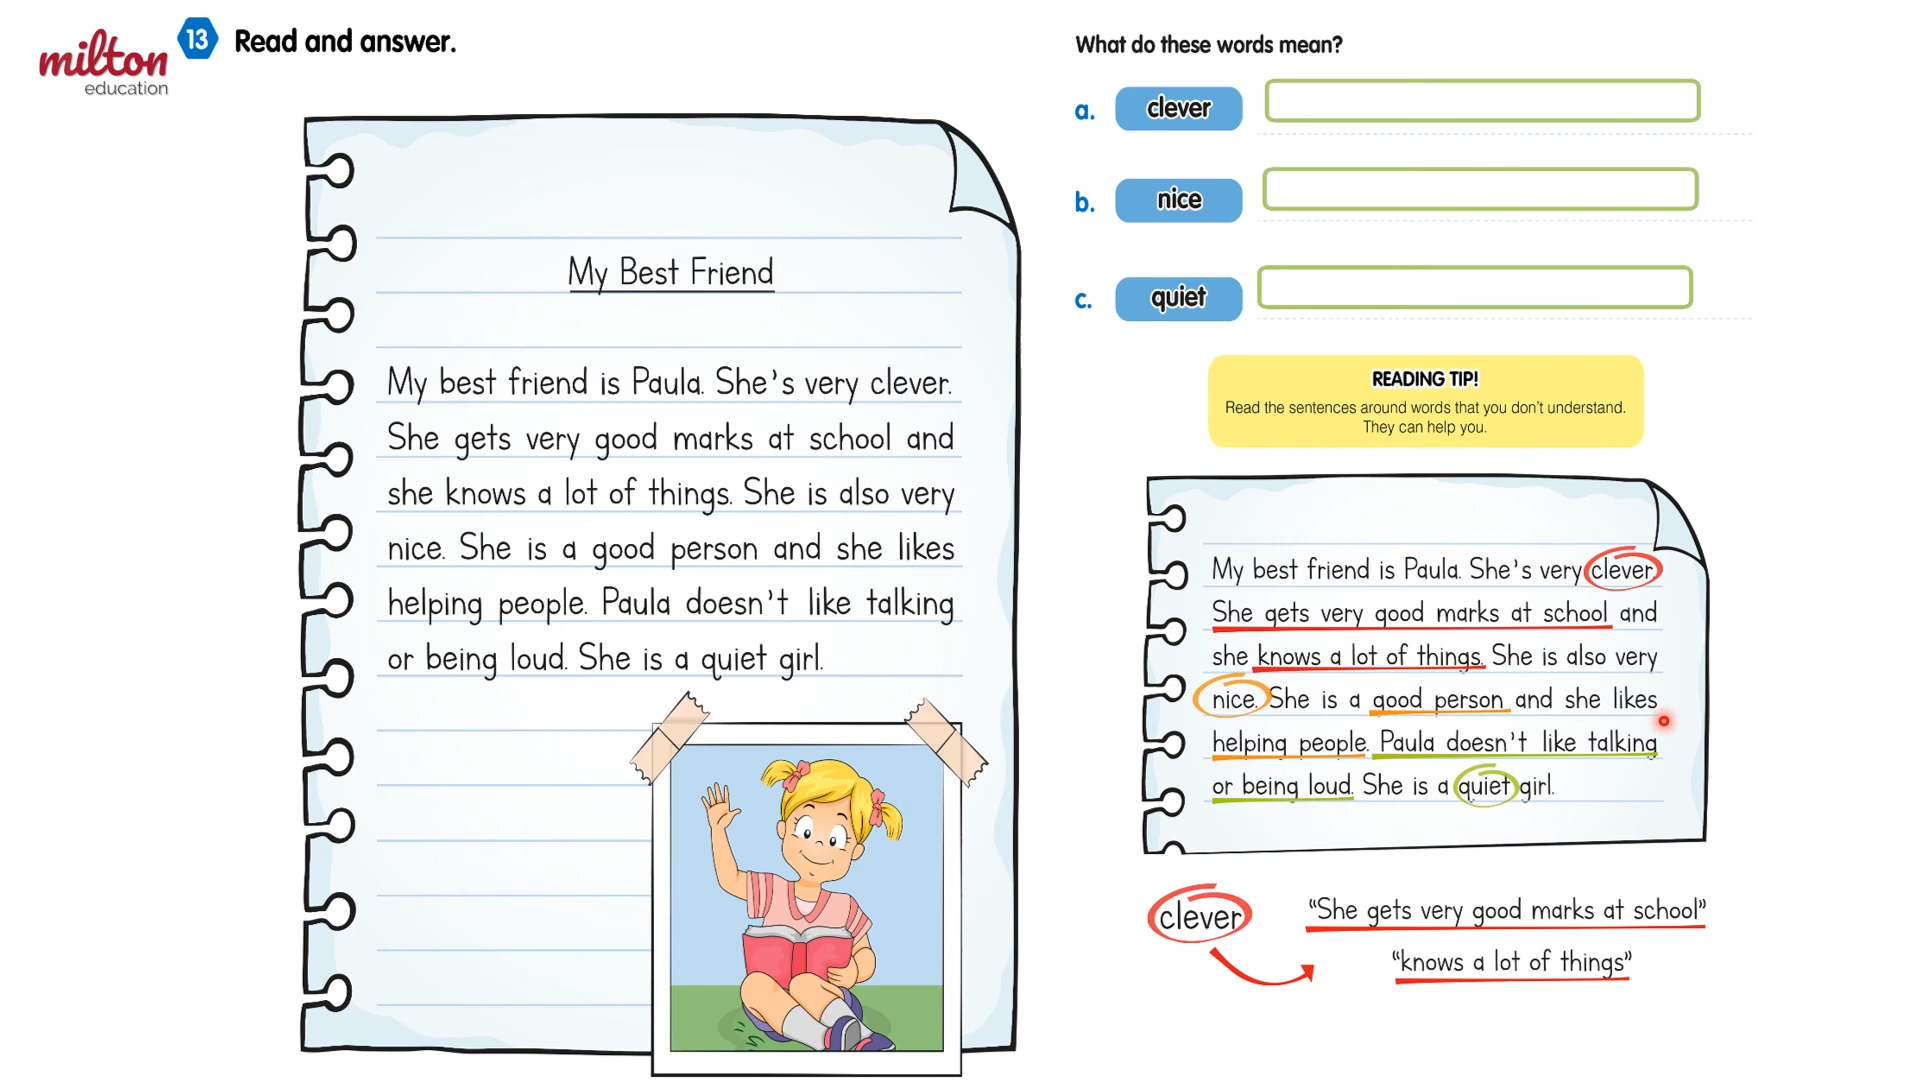 milton
education
13 Read and answer.
My Best Friend
My best friend is Paula. She's very clever.
She gets very good marks at school and
she knows a lot of things. She is also very
nice. She is a good person and she likes
helping people. Paula doesn't like talking
or being loud. She is a quiet girl.
What do these words mean?
a. clever
b. nice
c. quiet
READING TIP!
Read the sentences around words that you don't understand.
They can help you.
My best friend is Paula. She's very clever.
She gets very good marks at school and
she knows a lot of things. She is also very
nice. She is a good person and she likes
helping people. Paula doesn't like talking
or being loud. She is a quiet girl.
clever
“She gets very good marks at school”
“knows a lot of things”